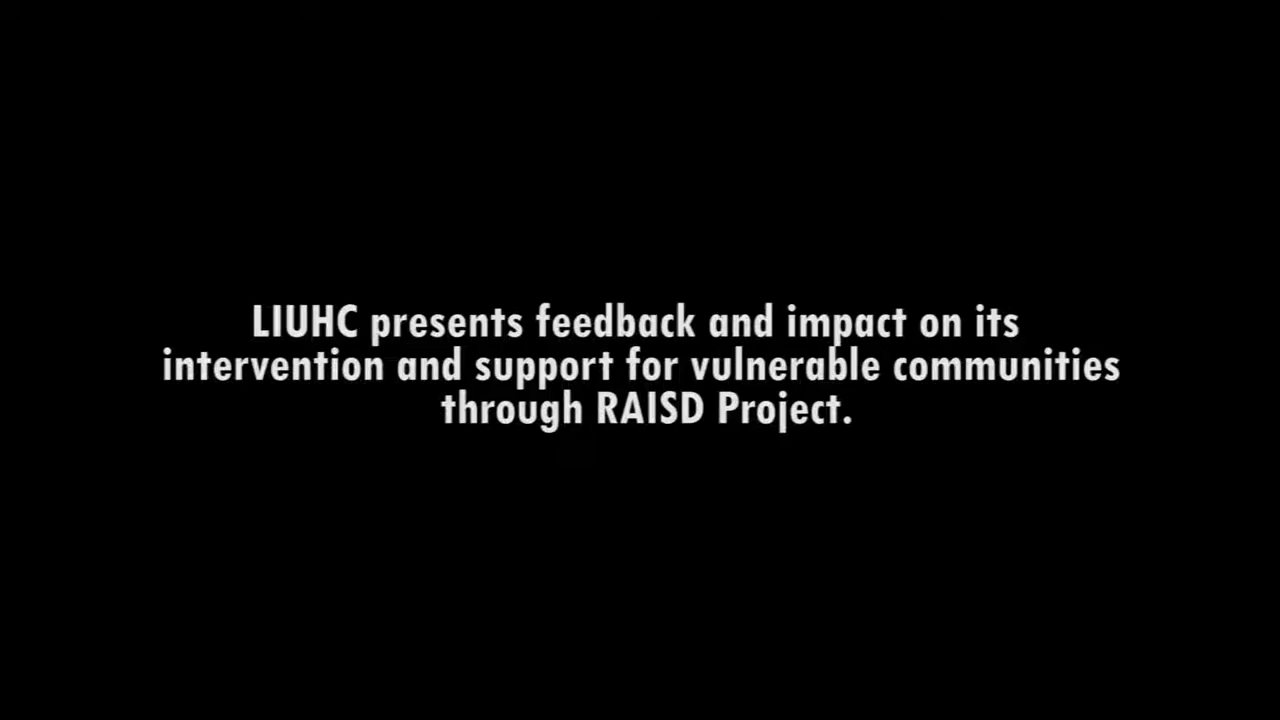 LIUHC presents feedback and impact on its
intervention and support for vulnerable communities
through RAISD Project.